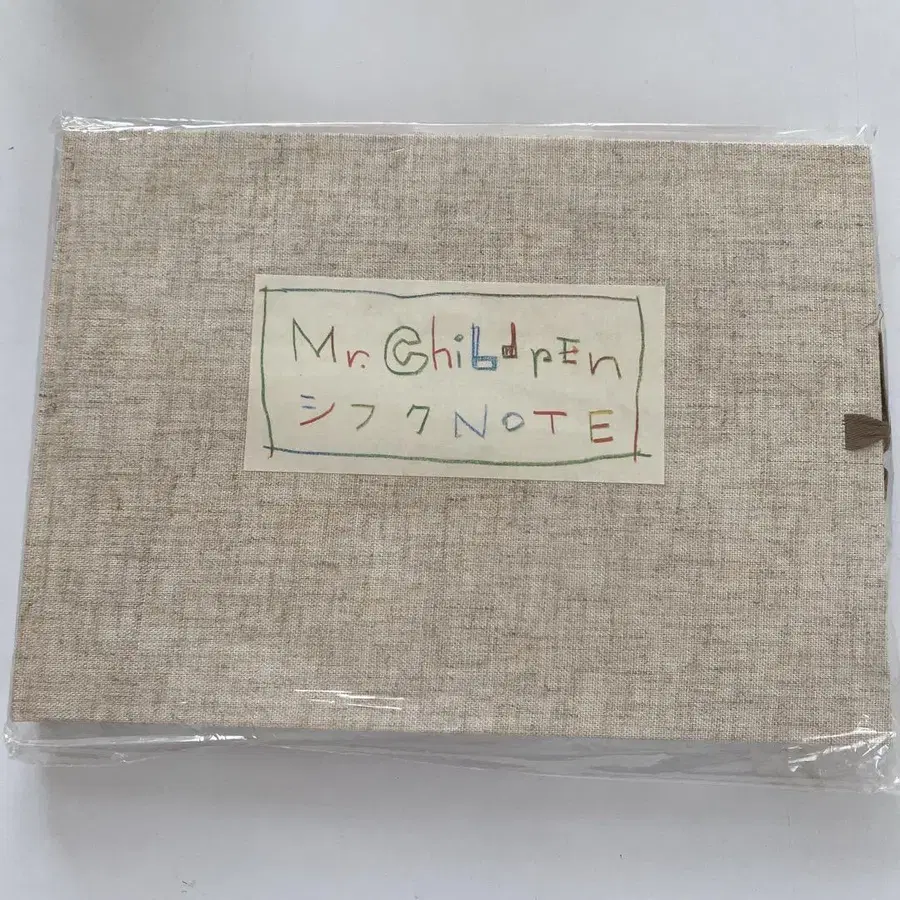 Mr. ChiLdrEn
シフクNOTE